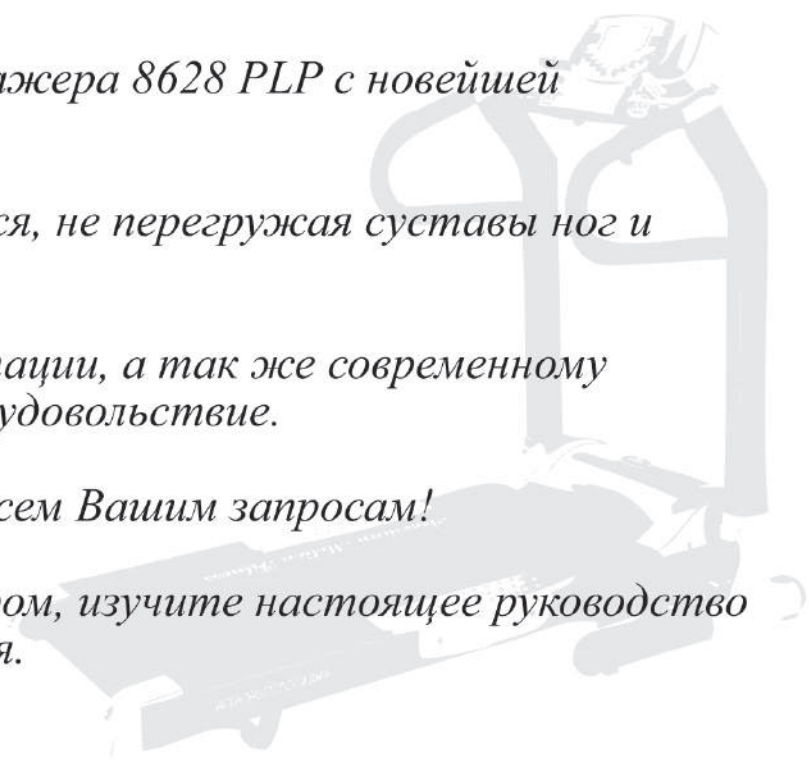 ажера 8628 PLP с новейшей
ся, не перегружая суставы ног и
ации, а так же современному
удовольствие.
сем Вашим запросам!
ом, изучите настоящее руководство
я.